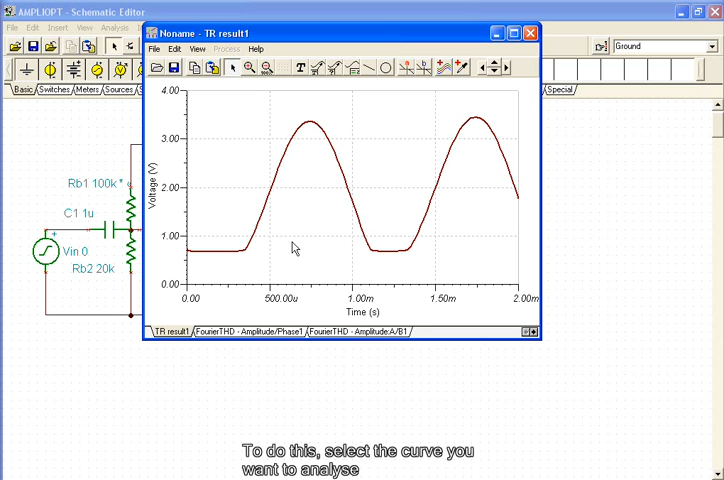 AMPLIOPT - Schematic Editor
File Edit Insert View Analysis
Ground
Basic Switches Meters Sources
Special
Noname - TR result1
File Edit View Process Help
T
a
b
4.00
3.00
2.00
1.00
0.00
Voltage (V)
0.00 500.00u 1.00m 1.50m 2.00m
Time (s)
TR result1 FourierTHD - Amplitude/Phase1 FourierTHD - Amplitude:A/B1
Rb1 100k *
C1 1u
+
Vin 0
Rb2 20k
To do this, select the curve you
want to analyse